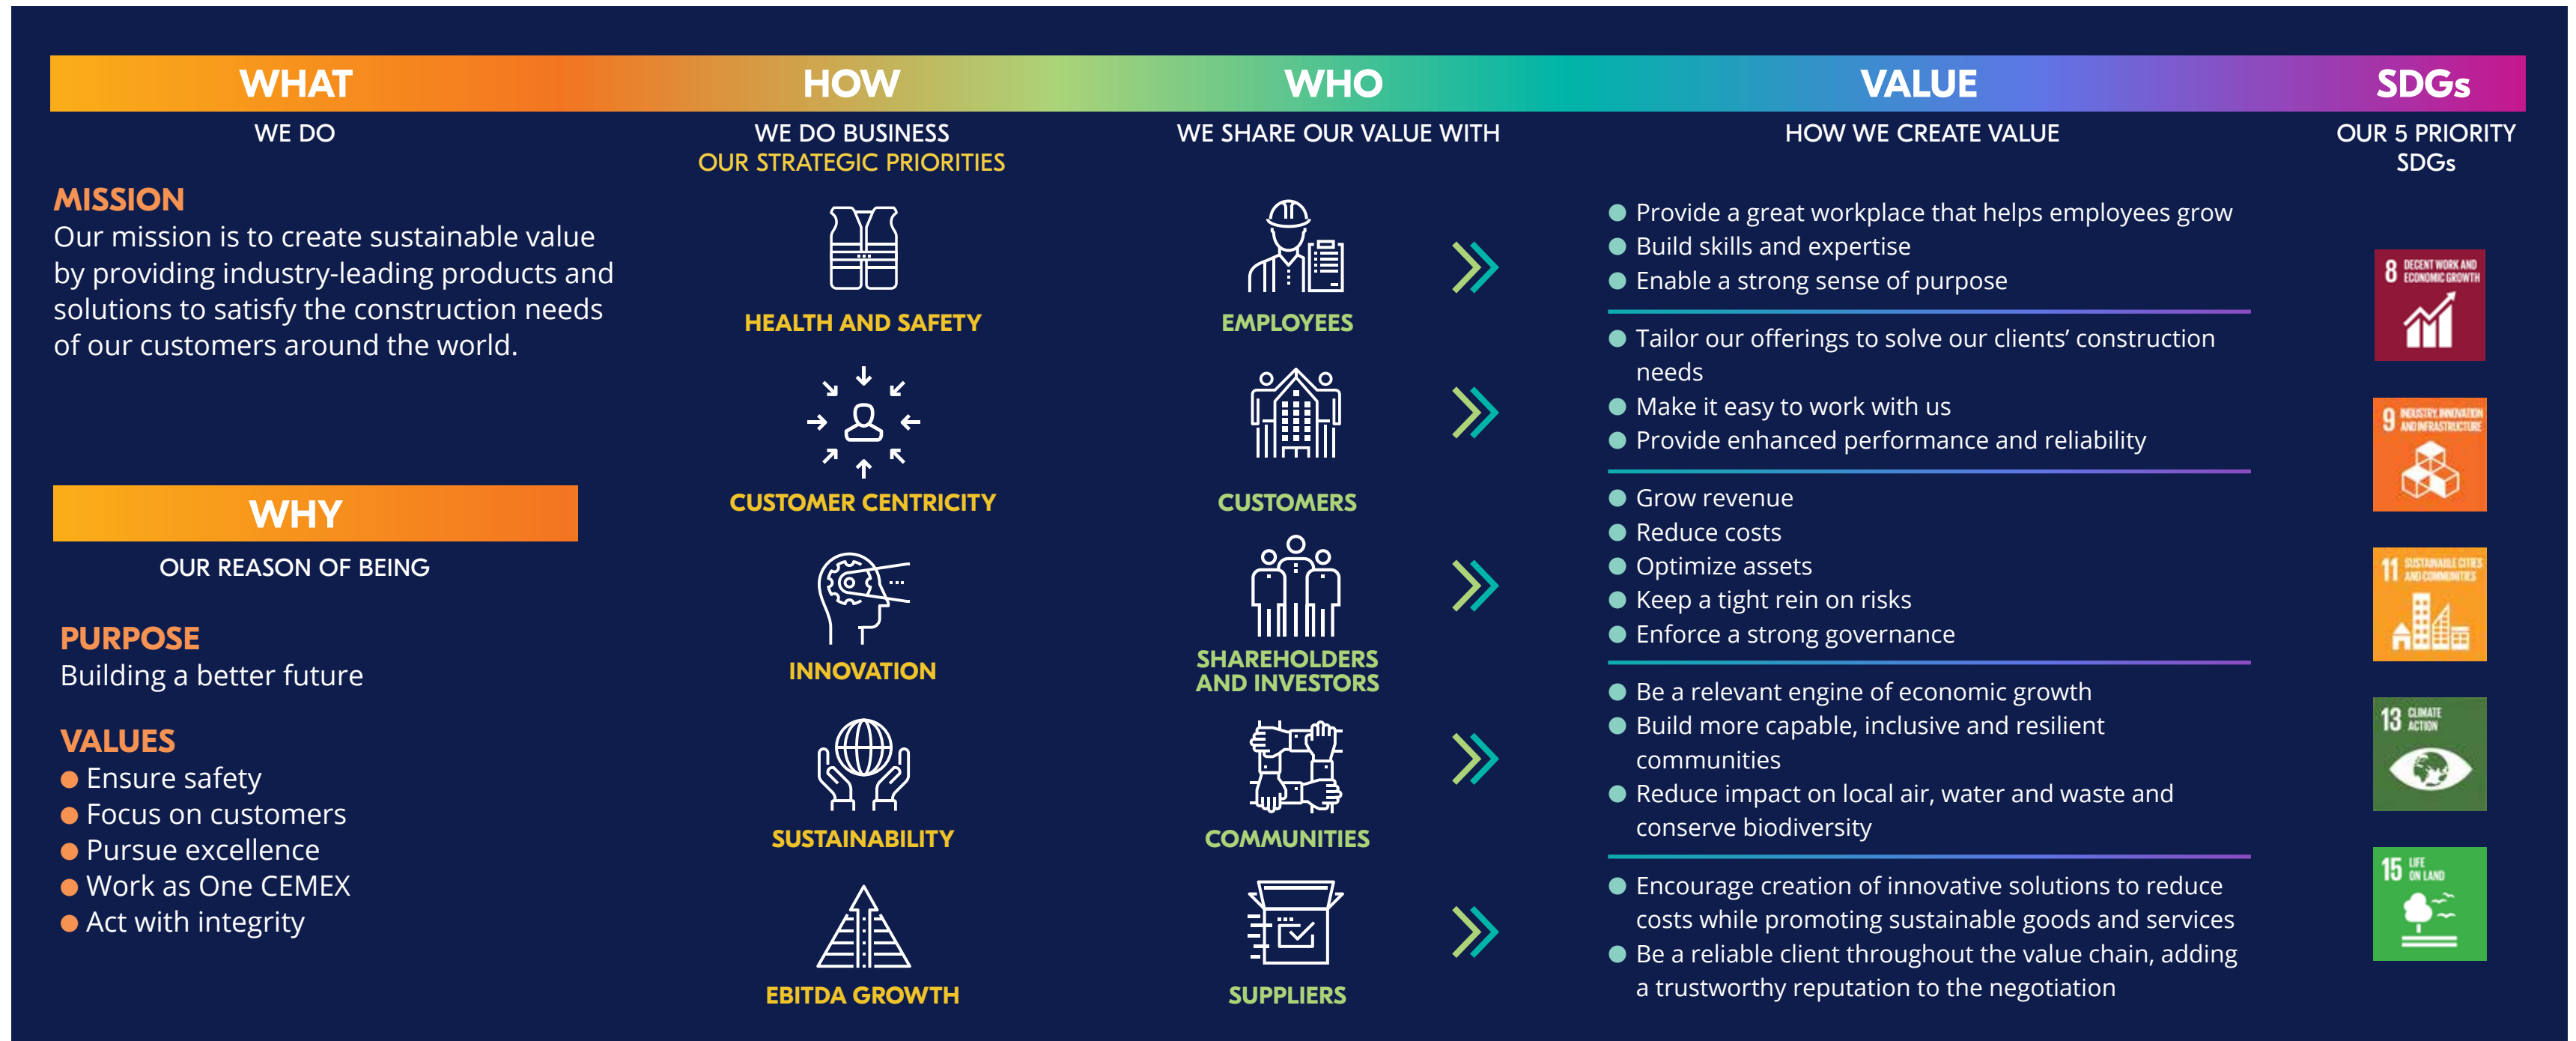 WHAT
WE DO
MISSION
Our mission is to create sustainable value
by providing industry-leading products and
solutions to satisfy the construction needs
of our customers around the world.
WHY
OUR REASON OF BEING
PURPOSE
Building a better future
VALUES
Ensure safety
Focus on customers
Pursue excellence
Work as One CEMEX
Act with integrity
HOW
WE DO BUSINESS
OUR STRATEGIC PRIORITIES
HEALTH AND SAFETY
CUSTOMER CENTRICITY
INNOVATION
SUSTAINABILITY
EBITDA GROWTH
WHO
WE SHARE OUR VALUE WITH
EMPLOYEES
CUSTOMERS
SHAREHOLDERS
AND INVESTORS
COMMUNITIES
SUPPLIERS
VALUE
HOW WE CREATE VALUE
Provide a great workplace that helps employees grow
Build skills and expertise
Enable a strong sense of purpose
Tailor our offerings to solve our clients’ construction
needs
Make it easy to work with us
Provide enhanced performance and reliability
Grow revenue
Reduce costs
Optimize assets
Keep a tight rein on risks
Enforce a strong governance
Be a relevant engine of economic growth
Build more capable, inclusive and resilient
communities
Reduce impact on local air, water and waste and
conserve biodiversity
Encourage creation of innovative solutions to reduce
costs while promoting sustainable goods and services
Be a reliable client throughout the value chain, adding
a trustworthy reputation to the negotiation
SDGs
OUR 5 PRIORITY
SDGs
8 DECENT WORK AND
ECONOMIC GROWTH
9 INDUSTRY, INNOVATION
AND INFRASTRUCTURE
11 SUSTAINABLE CITIES
AND COMMUNITIES
13 CLIMATE
ACTION
15 LIFE
ON LAND